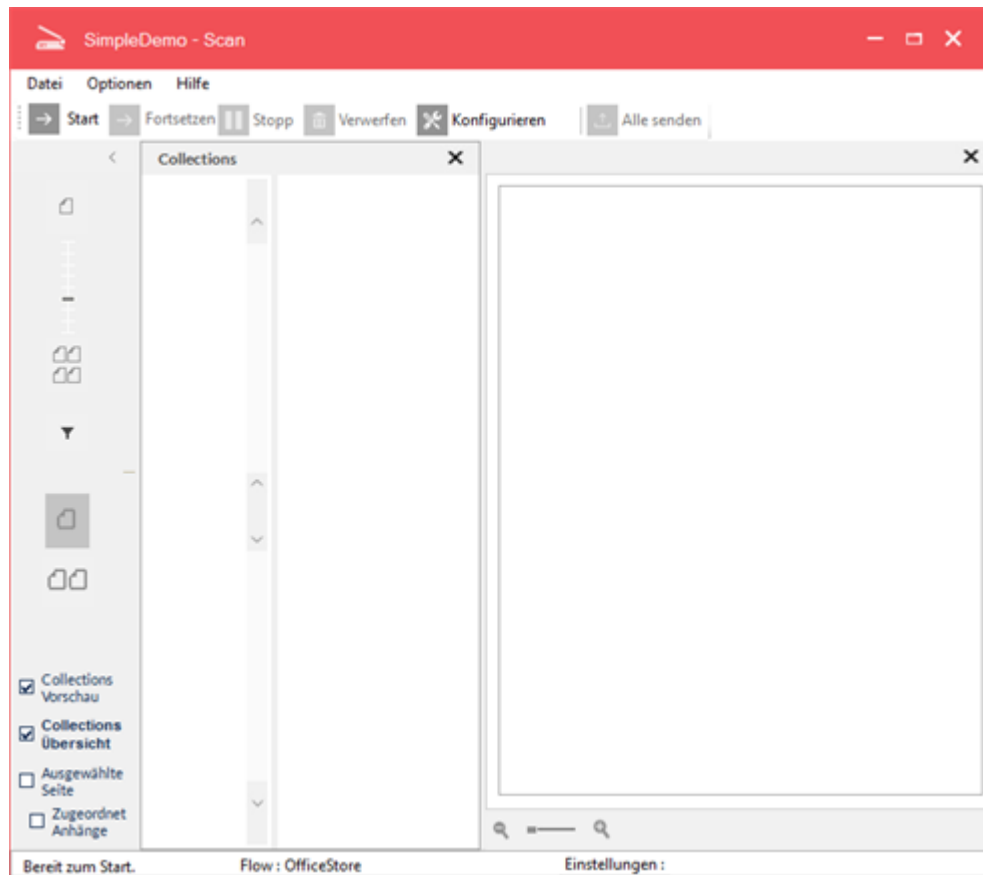 SimpleDemo - Scan
Datei Optionen Hilfe
Start Fortsetzen Stopp Verwerfen Konfigurieren Alle senden
Collections
Collections
Vorschau
Collections
Übersicht
Ausgewählte
Seite
Zugeordnet
Anhänge
Bereit zum Start. Flow : OfficeStore Einstellungen :